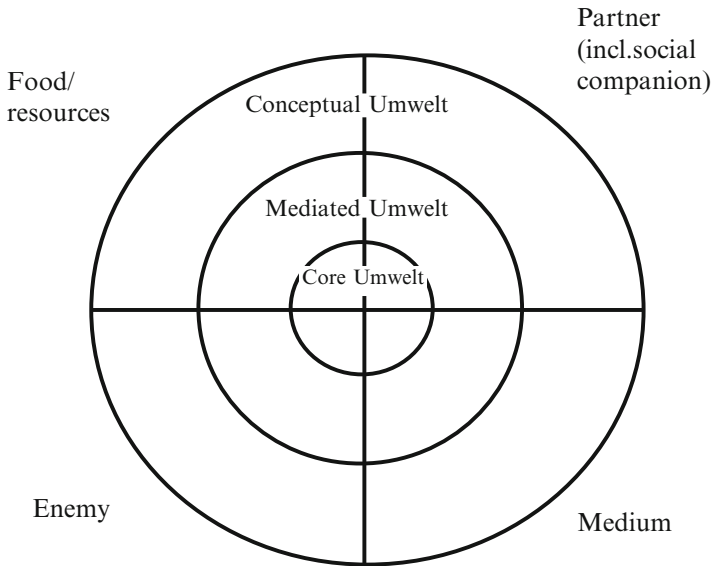 Partner
(incl.social
companion)
Food/
resources
Conceptual Umwelt
Mediated Umwelt
Core Umwelt
Enemy
Medium